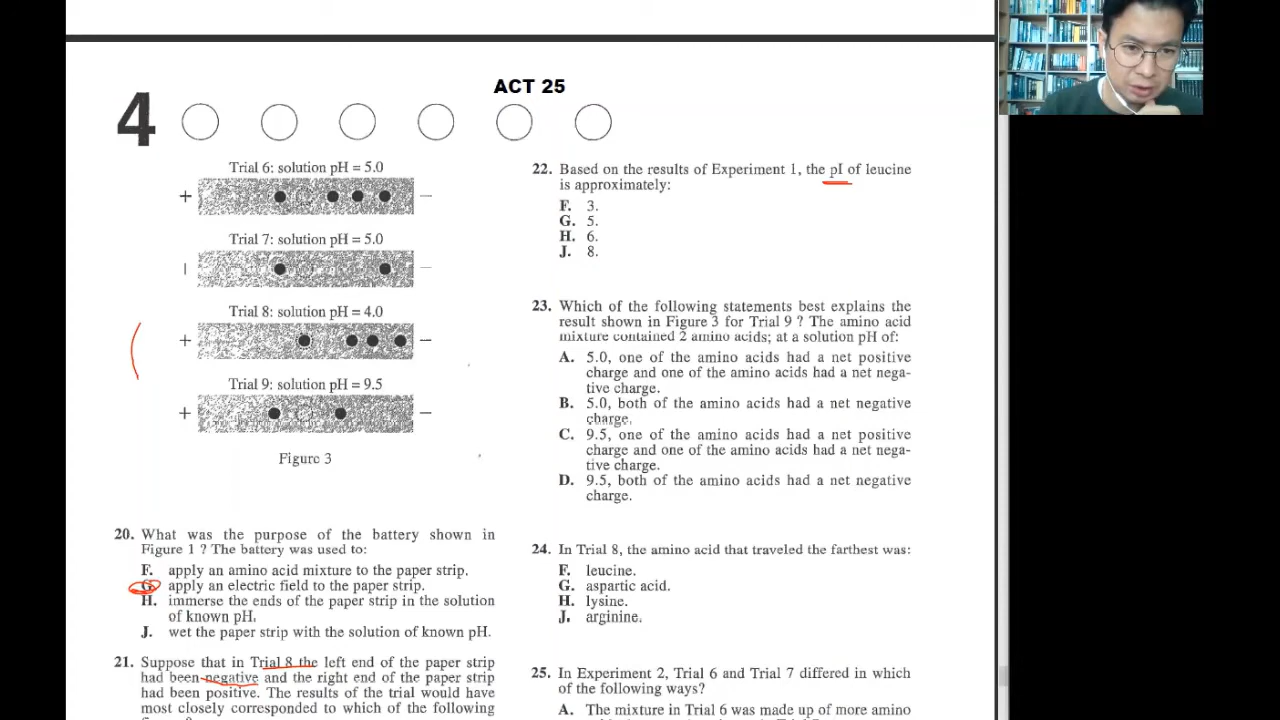 ACT 25
4
Trial 6: solution pH = 5.0
+ −
Trial 7: solution pH = 5.0
−
Trial 8: solution pH = 4.0
+ −
Trial 9: solution pH = 9.5
+ −
Figure 3
20. What was the purpose of the battery shown in
Figure 1 ? The battery was used to:
F. apply an amino acid mixture to the paper strip.
G. apply an electric field to the paper strip.
H. immerse the ends of the paper strip in the solution
of known pH.
J. wet the paper strip with the solution of known pH.
21. Suppose that in Trial 8 the left end of the paper strip
had been negative and the right end of the paper strip
had been positive. The results of the trial would have
most closely corresponded to which of the following
22. Based on the results of Experiment 1, the pI of leucine
is approximately:
F. 3.
G. 5.
H. 6.
J. 8.
23. Which of the following statements best explains the
result shown in Figure 3 for Trial 9 ? The amino acid
mixture contained 2 amino acids; at a solution pH of:
A. 5.0, one of the amino acids had a net positive
charge and one of the amino acids had a net nega-
tive charge.
B. 5.0, both of the amino acids had a net negative
charge.
C. 9.5, one of the amino acids had a net positive
charge and one of the amino acids had a net nega-
tive charge.
D. 9.5, both of the amino acids had a net negative
charge.
24. In Trial 8, the amino acid that traveled the farthest was:
F. leucine.
G. aspartic acid.
H. lysine.
J. arginine.
25. In Experiment 2, Trial 6 and Trial 7 differed in which
of the following ways?
A. The mixture in Trial 6 was made up of more amino